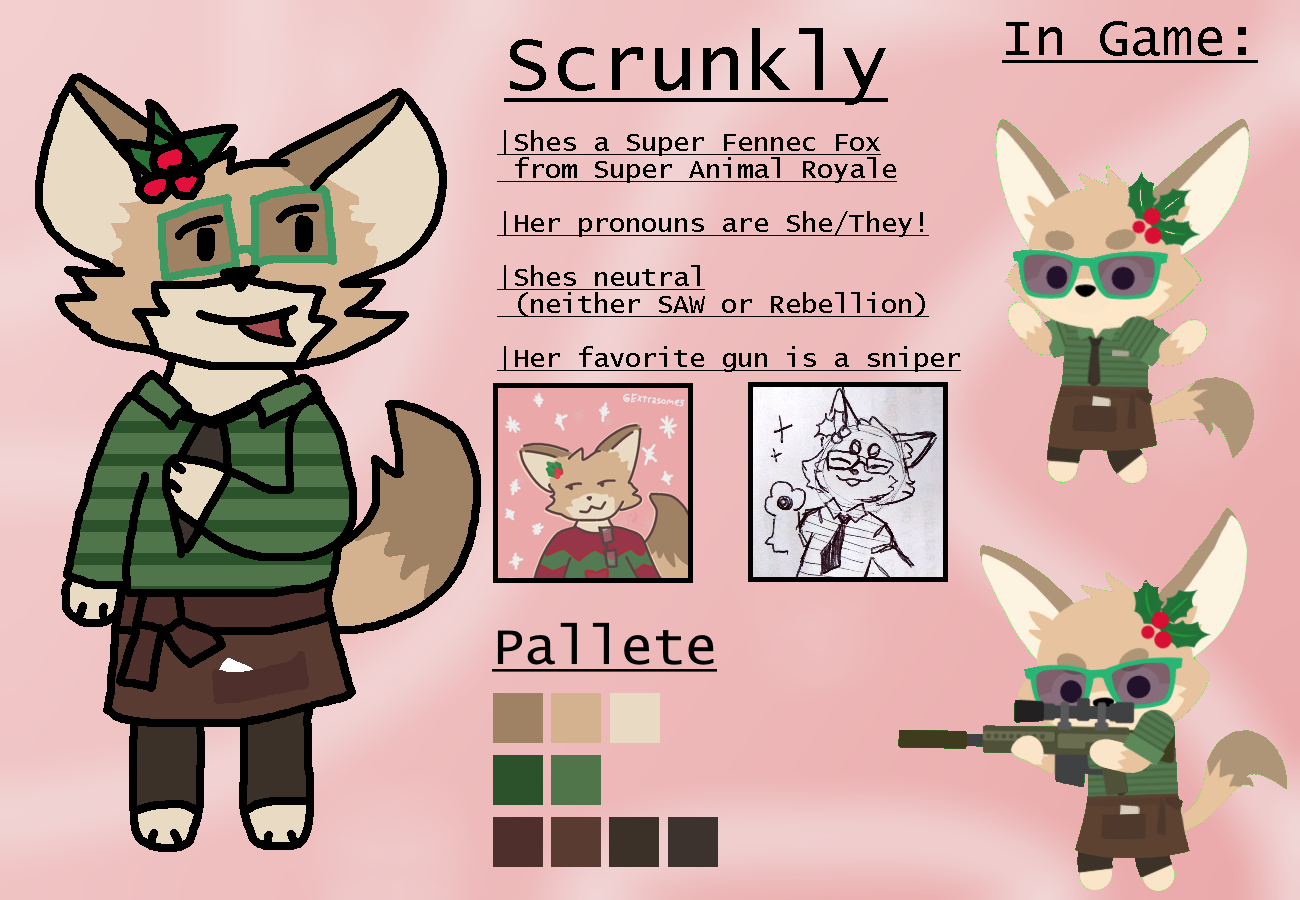 Scrunkly
In Game:
|Shes a Super Fennec Fox
from Super Animal Royale
|Her pronouns are She/They!
|Shes neutral
(neither SAW or Rebellion)
|Her favorite gun is a sniper
@Extrasomes
Pallete